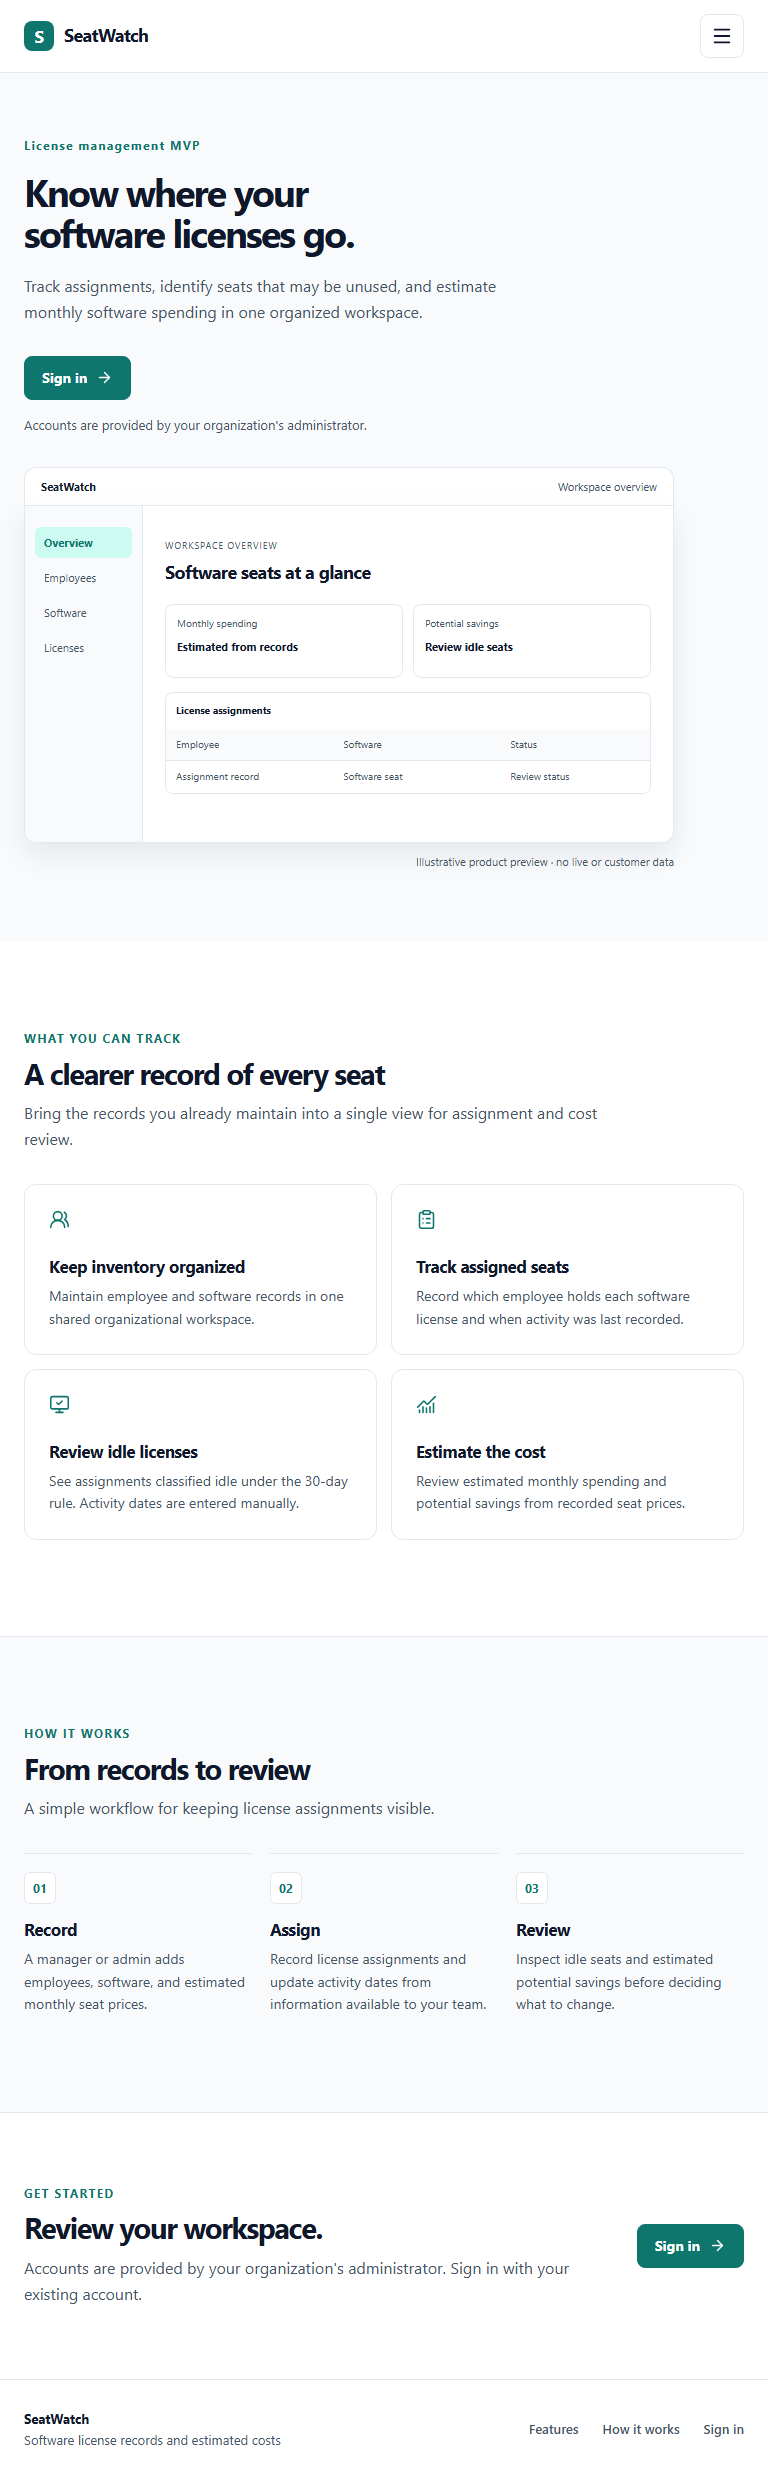 S SeatWatch
License management MVP
Know where your
software licenses go.
Track assignments, identify seats that may be unused, and estimate
monthly software spending in one organized workspace.
Sign in →
Accounts are provided by your organization's administrator.
SeatWatch Workspace overview
Overview
Employees
Software
Licenses
WORKSPACE OVERVIEW
Software seats at a glance
Monthly spending
Estimated from records
Potential savings
Review idle seats
License assignments
Employee Software Status
Assignment record Software seat Review status
Illustrative product preview · no live or customer data
WHAT YOU CAN TRACK
A clearer record of every seat
Bring the records you already maintain into a single view for assignment and cost
review.
Keep inventory organized
Maintain employee and software records in one
shared organizational workspace.
Track assigned seats
Record which employee holds each software
license and when activity was last recorded.
Review idle licenses
See assignments classified idle under the 30-day
rule. Activity dates are entered manually.
Estimate the cost
Review estimated monthly spending and
potential savings from recorded seat prices.
HOW IT WORKS
From records to review
A simple workflow for keeping license assignments visible.
01
Record
A manager or admin adds
employees, software, and estimated
monthly seat prices.
02
Assign
Record license assignments and
update activity dates from
information available to your team.
03
Review
Inspect idle seats and estimated
potential savings before deciding
what to change.
GET STARTED
Review your workspace.
Accounts are provided by your organization's administrator. Sign in with your
existing account.
Sign in →
SeatWatch
Software license records and estimated costs
Features How it works Sign in